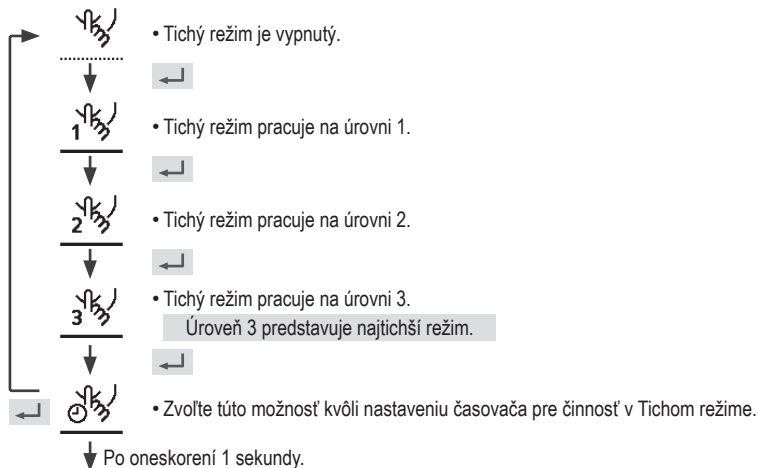 • Tichý režim je vypnutý.
1
• Tichý režim pracuje na úrovni 1.
2
• Tichý režim pracuje na úrovni 2.
3
• Tichý režim pracuje na úrovni 3.
Úroveň 3 predstavuje najtichší režim.
• Zvoľte túto možnosť kvôli nastaveniu časovača pre činnosť v Tichom režime.
Po oneskorení 1 sekundy.